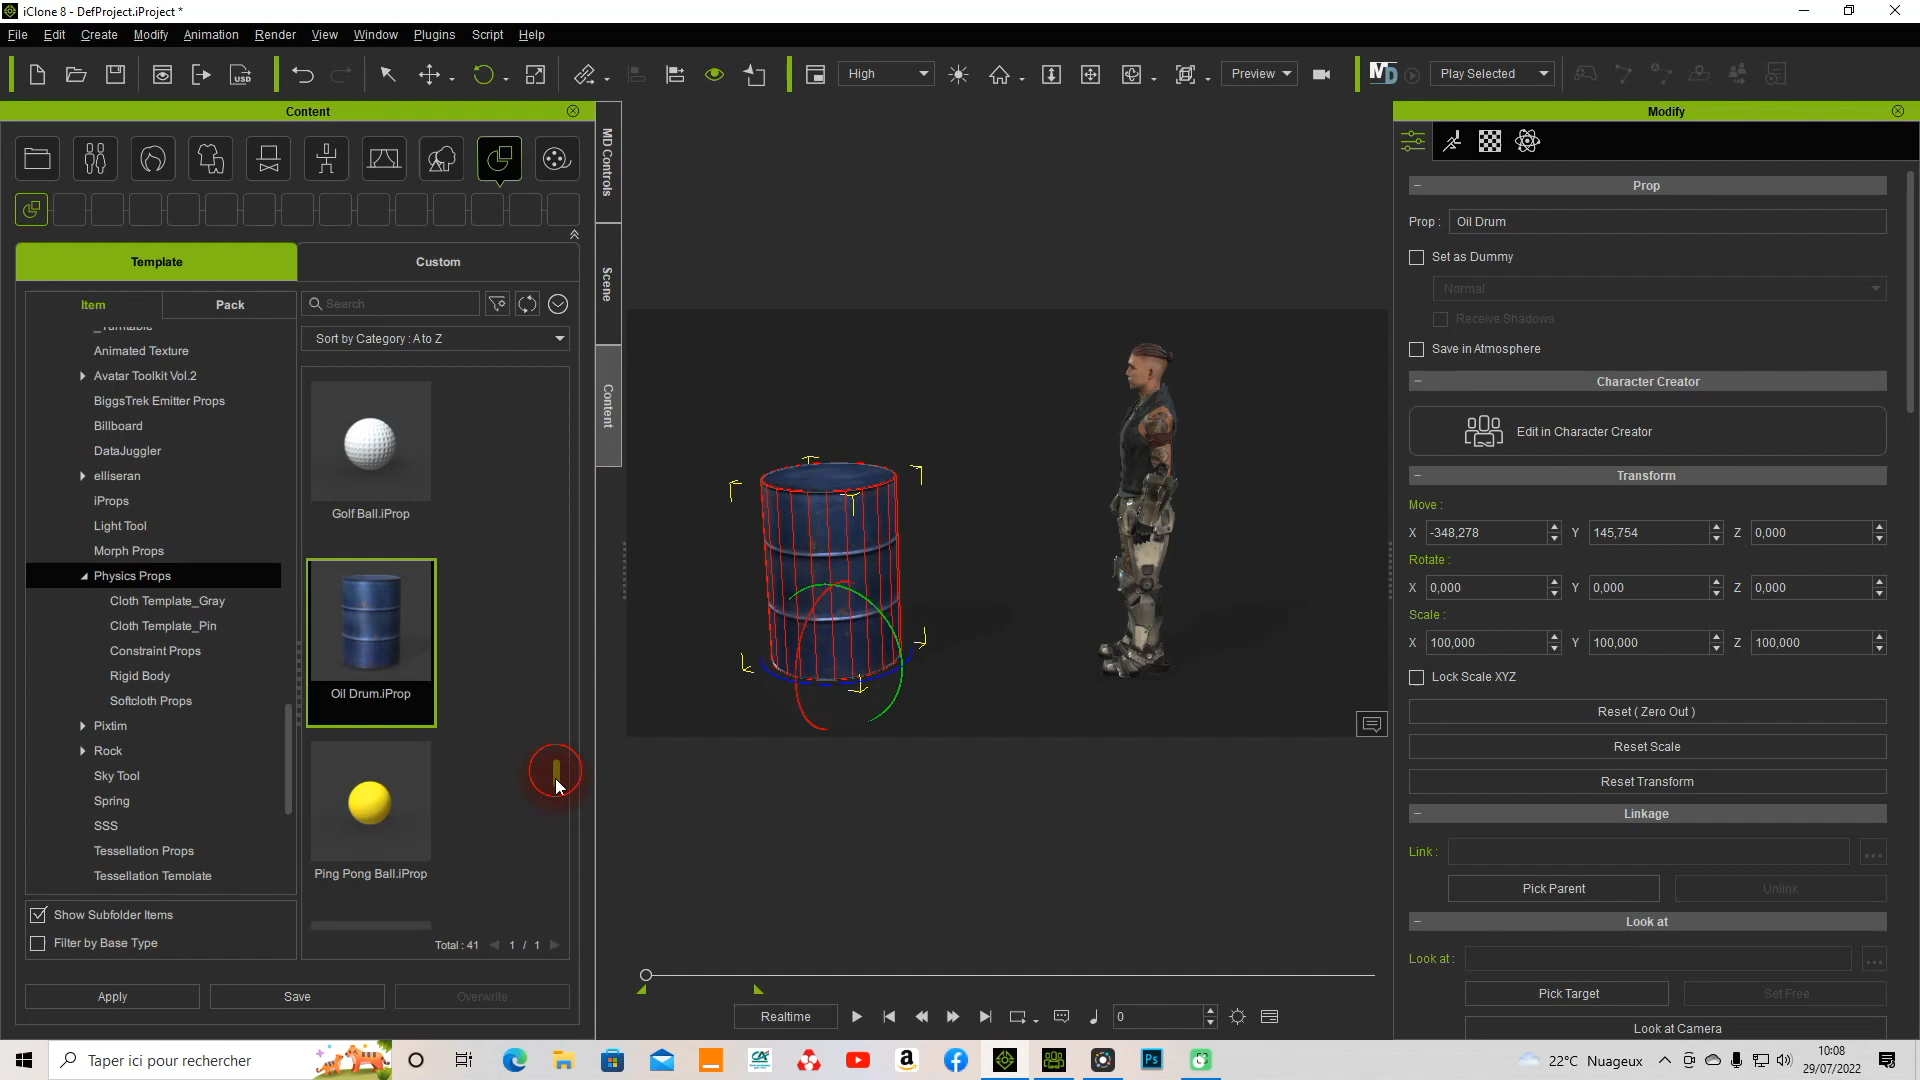 iClone 8 - DefProject.iProject *
File Edit Create Modify Animation Render View Window Plugins Script Help
USD High Preview MD Play Selected
Content
MD Controls
Scene
Content
Template Custom
Item Pack Search
Sort by Category : A to Z
_Turntable
Animated Texture
Avatar Toolkit Vol.2
BiggsTrek Emitter Props
Billboard
DataJuggler
elliseran
iProps
Light Tool
Morph Props
Physics Props
Cloth Template_Gray
Cloth Template_Pin
Constraint Props
Rigid Body
Softcloth Props
Pixtim
Rock
Sky Tool
Spring
SSS
Tessellation Props
Tessellation Template
Golf Ball.iProp
Oil Drum.iProp
Ping Pong Ball.iProp
Show Subfolder Items
Filter by Base Type
Total : 41 1 / 1
Apply Save Overwrite
Realtime 0
Modify
Prop
Prop : Oil Drum
Set as Dummy
Normal
Receive Shadows
Save in Atmosphere
Character Creator
Edit in Character Creator
Transform
Move :
X -348,278 Y 145,754 Z 0,000
Rotate :
X 0,000 Y 0,000 Z 0,000
Scale :
X 100,000 Y 100,000 Z 100,000
Lock Scale XYZ
Reset ( Zero Out )
Reset Scale
Reset Transform
Linkage
Link : ...
Pick Parent Unlink
Look at
Look at : ...
Pick Target Set Free
Look at Camera
Taper ici pour rechercher
Ps
22°C Nuageux
10:08
29/07/2022